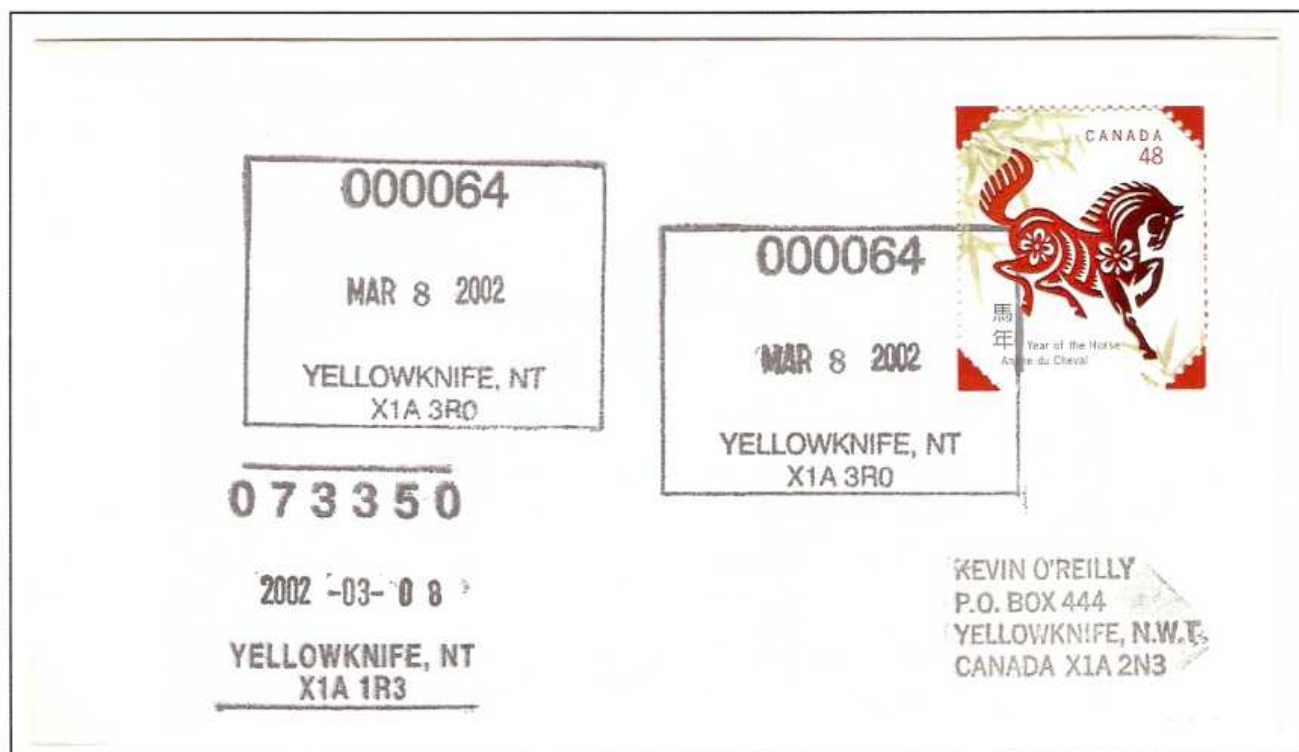 000064
MAR 8 2002
YELLOWKNIFE, NT
X1A 3R0
000064
MAR 8 2002
YELLOWKNIFE, NT
X1A 3R0
CANADA
48
馬
年
Year of the Horse
Année du Cheval
073350
2002 -03- 08
YELLOWKNIFE, NT
X1A 1R3
KEVIN O'REILLY
P.O. BOX 444
YELLOWKNIFE, N.W.T.
CANADA X1A 2N3